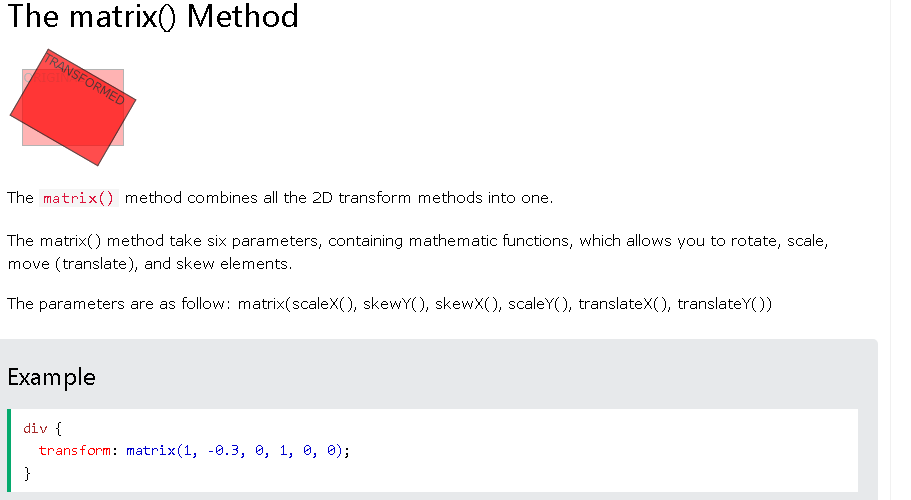 The matrix() Method
TRANSFORMED
The matrix() method combines all the 2D transform methods into one.
The matrix() method take six parameters, containing mathematic functions, which allows you to rotate, scale,
move (translate), and skew elements.
The parameters are as follow: matrix(scaleX(), skewY(), skewX(), scaleY(), translateX(), translateY())
Example
div {
  transform: matrix(1, -0.3, 0, 1, 0, 0);
}